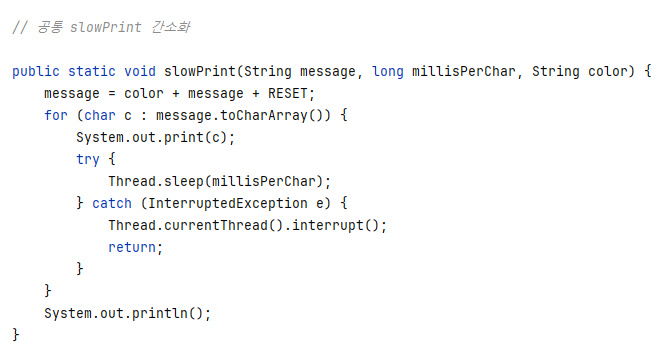 // 공통 slowPrint 간소화
public static void slowPrint(String message, long millisPerChar, String color) {
    message = color + message + RESET;
    for (char c : message.toCharArray()) {
        System.out.print(c);
        try {
            Thread.sleep(millisPerChar);
        } catch (InterruptedException e) {
            Thread.currentThread().interrupt();
            return;
        }
    }
    System.out.println();
}